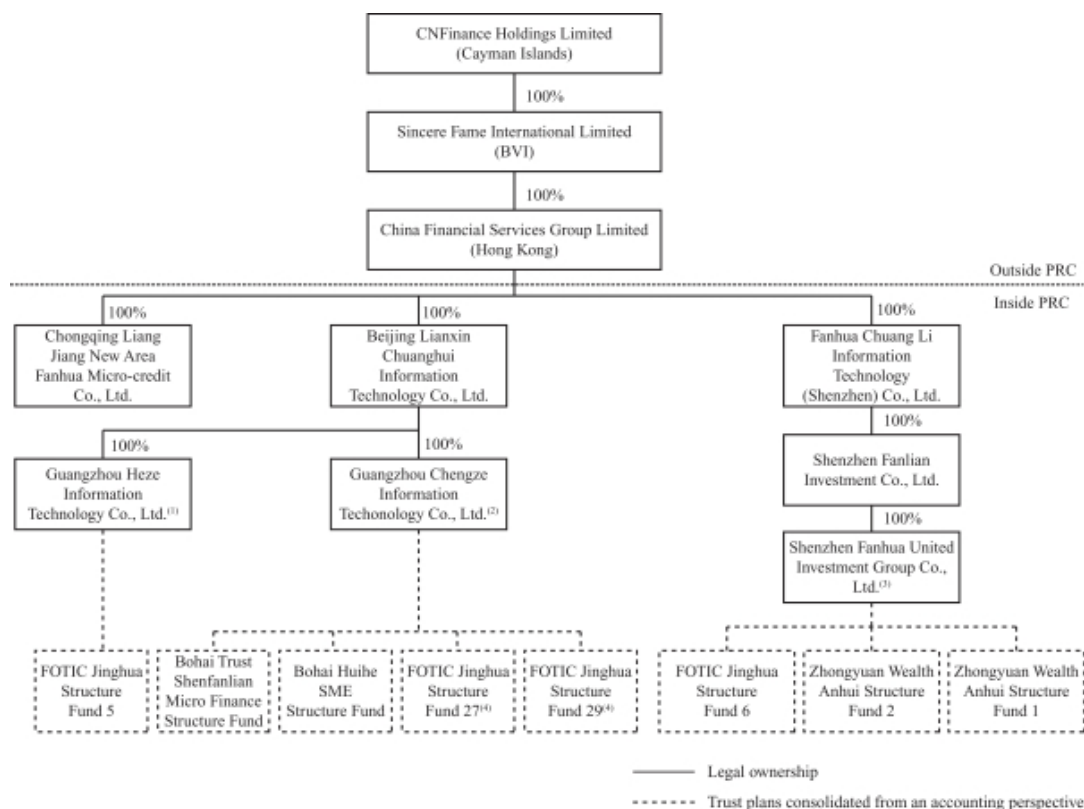 CNFinance Holdings Limited
(Cayman Islands)
100%
Sincere Fame International Limited
(BVI)
100%
China Financial Services Group Limited
(Hong Kong)
Outside PRC
Inside PRC
100%
100%
100%
Chongqing Liang
Jiang New Area
Fanhua Micro-credit
Co., Ltd.
Beijing Lianxin
Chuanghui
Information
Technology Co., Ltd.
Fanhua Chuang Li
Information
Technology
(Shenzhen) Co., Ltd.
100%
100%
100%
Guangzhou Heze
Information
Technology Co., Ltd.(1)
Guangzhou Chengze
Information
Techonology Co., Ltd.(2)
Shenzhen Fanlian
Investment Co., Ltd.
100%
Shenzhen Fanhua United
Investment Group Co.,
Ltd.(3)
FOTIC Jinghua
Structure
Fund 5
Bohai Trust
Shenfanlian
Micro Finance
Structure Fund
Bohai Huihe
SME
Structure Fund
FOTIC Jinghua
Structure
Fund 27(4)
FOTIC Jinghua
Structure
Fund 29(4)
FOTIC Jinghua
Structure
Fund 6
Zhongyuan Wealth
Anhui Structure
Fund 2
Zhongyuan Wealth
Anhui Structure
Fund 1
Legal ownership
Trust plans consolidated from an accounting perspective